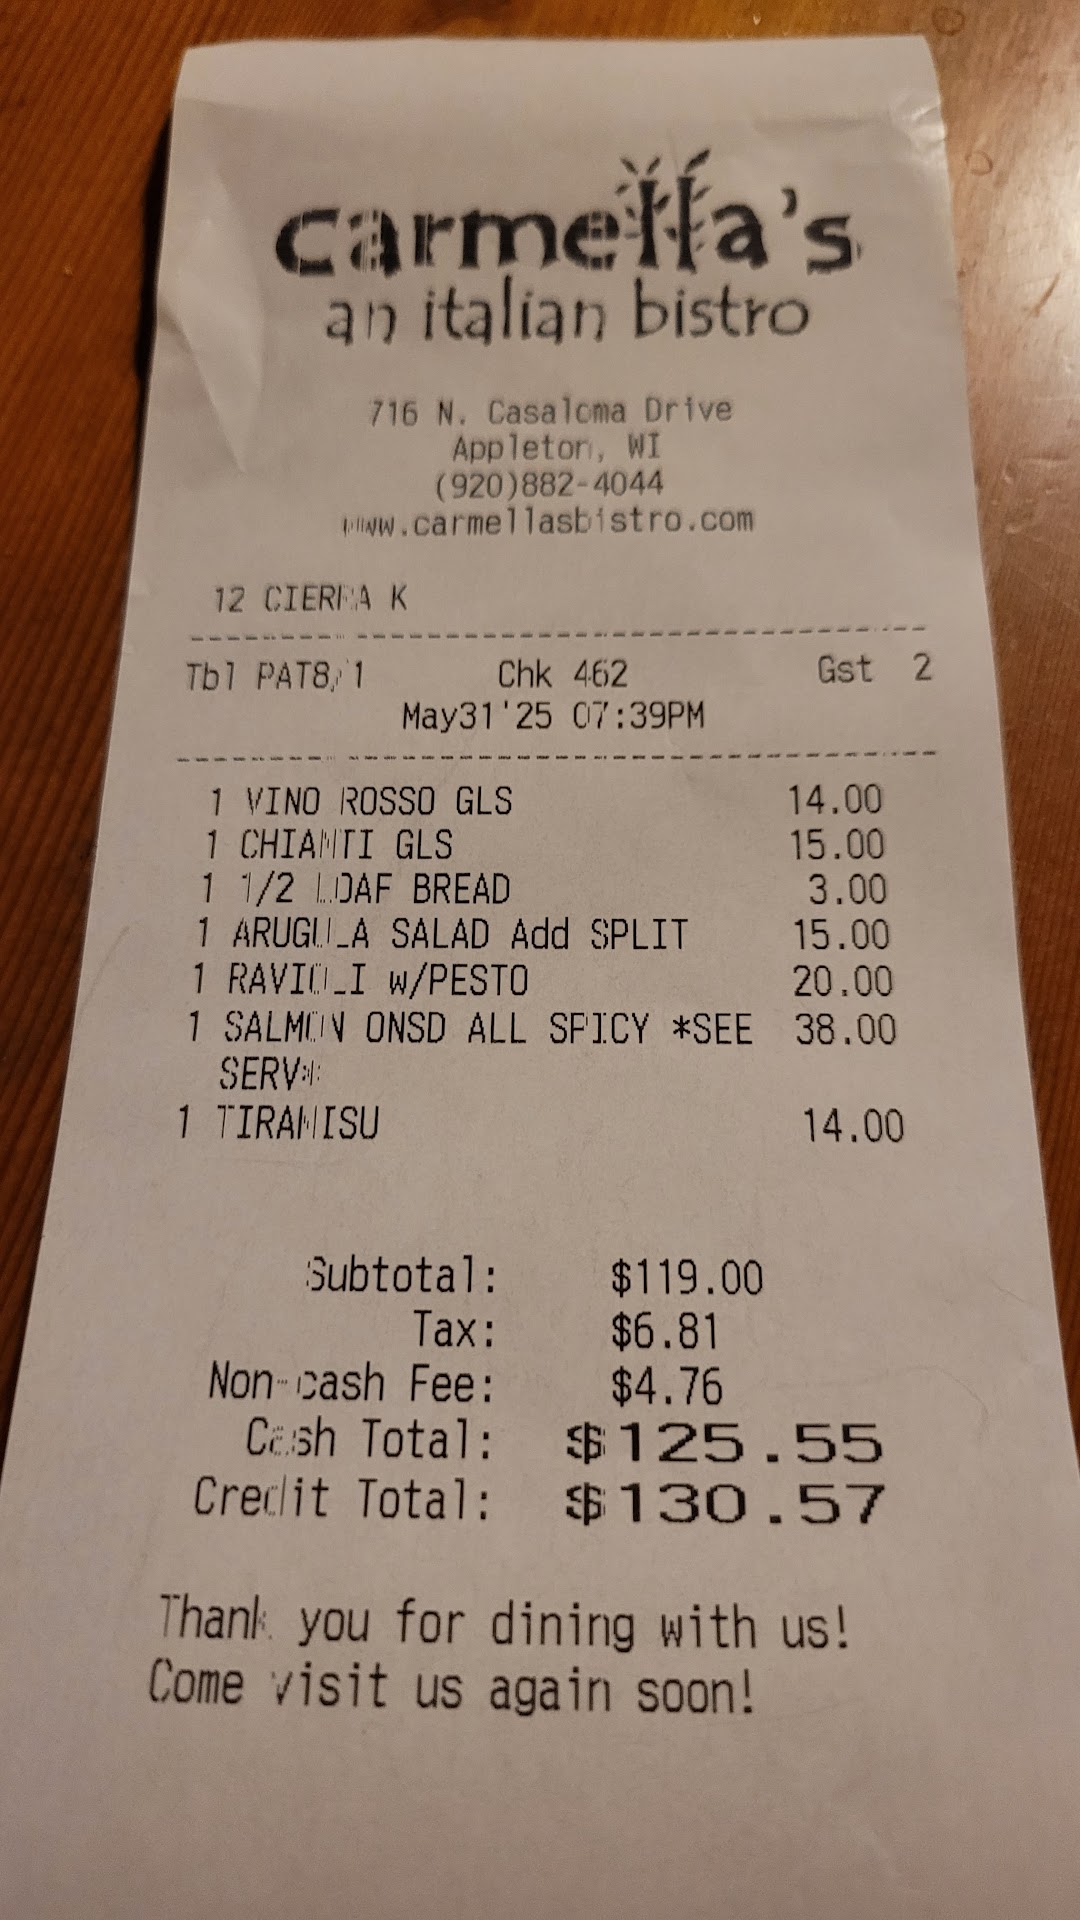 carmella's
an italian bistro
716 N. Casaloma Drive
Appleton, WI
(920)882-4044
www.carmellasbistro.com
12 CIERRA K
Tbl PAT8/1 Chk 462 Gst 2
May31'25 07:39PM
1 VINO ROSSO GLS 14.00
1 CHIANTI GLS 15.00
1 1/2 LOAF BREAD 3.00
1 ARUGULA SALAD Add SPLIT 15.00
1 RAVIOLI w/PESTO 20.00
1 SALMON ONSD ALL SPICY *SEE 38.00
SERV*
1 TIRAMISU 14.00
Subtotal: $119.00
Tax: $6.81
Non-cash Fee: $4.76
Cash Total: $125.55
Credit Total: $130.57
Thank you for dining with us!
Come visit us again soon!